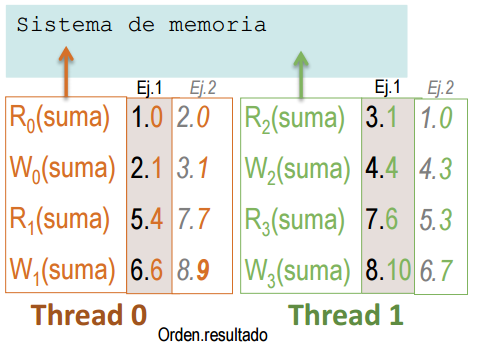 Sistema de memoria
Ej.1 Ej.2 Ej.1 Ej.2
R0(suma) 1.0 2.0 R2(suma) 3.1 1.0
W0(suma) 2.1 3.1 W2(suma) 4.4 4.3
R1(suma) 5.4 7.7 R3(suma) 7.6 5.3
W1(suma) 6.6 8.9 W3(suma) 8.10 6.7
Thread 0 Thread 1
Orden.resultado